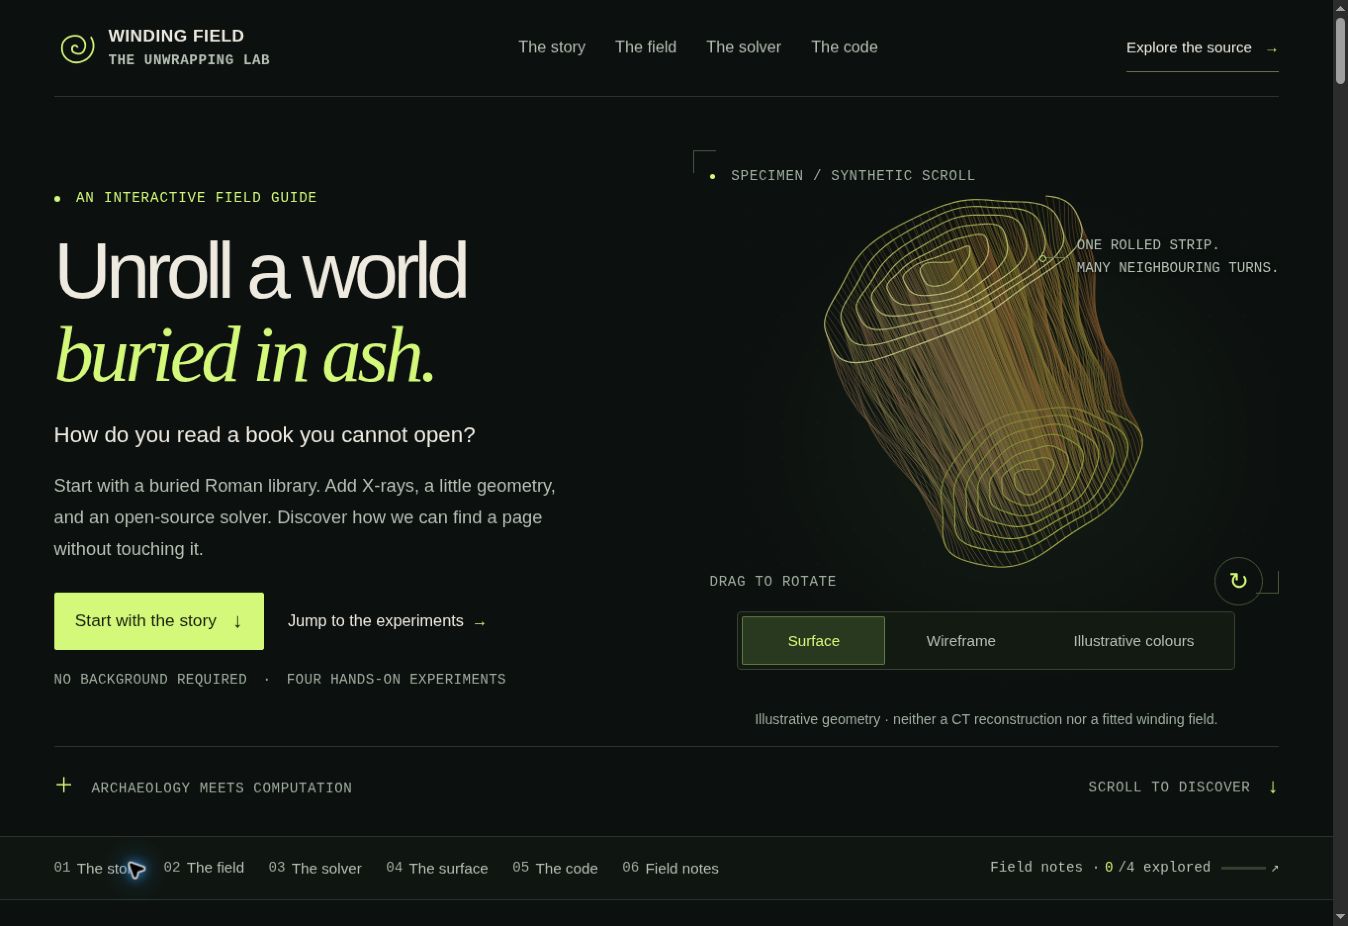 WINDING FIELD
THE UNWRAPPING LAB
The story
The field
The solver
The code
Explore the source →
AN INTERACTIVE FIELD GUIDE
Unroll a world
buried in ash.
How do you read a book you cannot open?
Start with a buried Roman library. Add X-rays, a little geometry,
and an open-source solver. Discover how we can find a page
without touching it.
Start with the story ↓
Jump to the experiments →
NO BACKGROUND REQUIRED · FOUR HANDS-ON EXPERIMENTS
SPECIMEN / SYNTHETIC SCROLL
ONE ROLLED STRIP.
MANY NEIGHBOURING TURNS.
DRAG TO ROTATE
↻
Surface
Wireframe
Illustrative colours
Illustrative geometry · neither a CT reconstruction nor a fitted winding field.
+ ARCHAEOLOGY MEETS COMPUTATION
SCROLL TO DISCOVER ↓
01 The
02 The field
03 The solver
04 The surface
05 The code
06 Field notes
Field notes · 0 /4 explored ↗